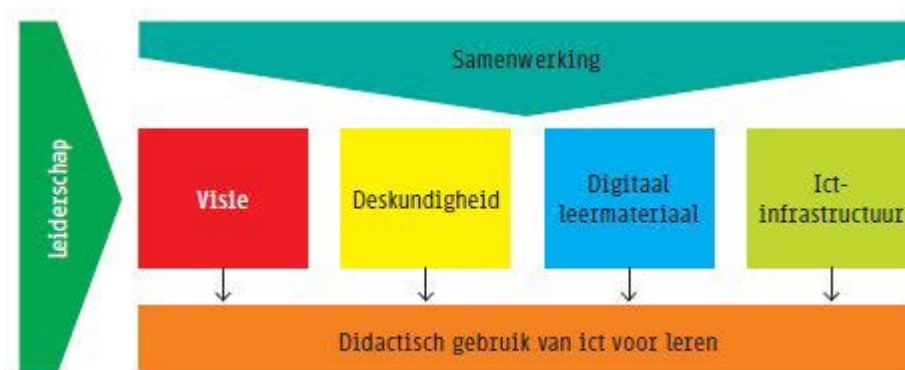 Samenwerking
Leiderschap
Visie
Deskundigheid
Digitaal
leermateriaal
Ict-
infrastructuur
Didactisch gebruik van ict voor leren